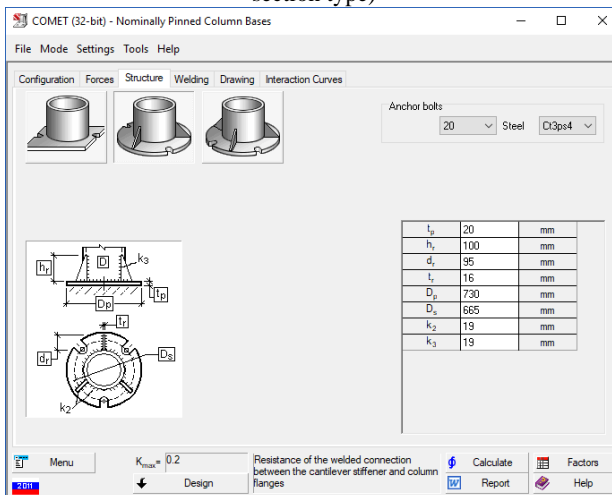 section type)
COMET (32-bit) - Nominally Pinned Column Bases
File Mode Settings Tools Help
Configuration Forces Structure Welding Drawing Interaction Curves
Anchor bolts
20 Steel Ct3ps4
tp 20 mm
hr 100 mm
dr 95 mm
tr 16 mm
Dp 730 mm
Ds 665 mm
k2 19 mm
k3 19 mm
D k3
hr
tp
Dp
tr
Ds
dr
k2
Menu
Kmax= 0.2
Resistance of the welded connection
between the cantilever stiffener and column
flanges
Calculate
Factors
2011
Design
Report
Help